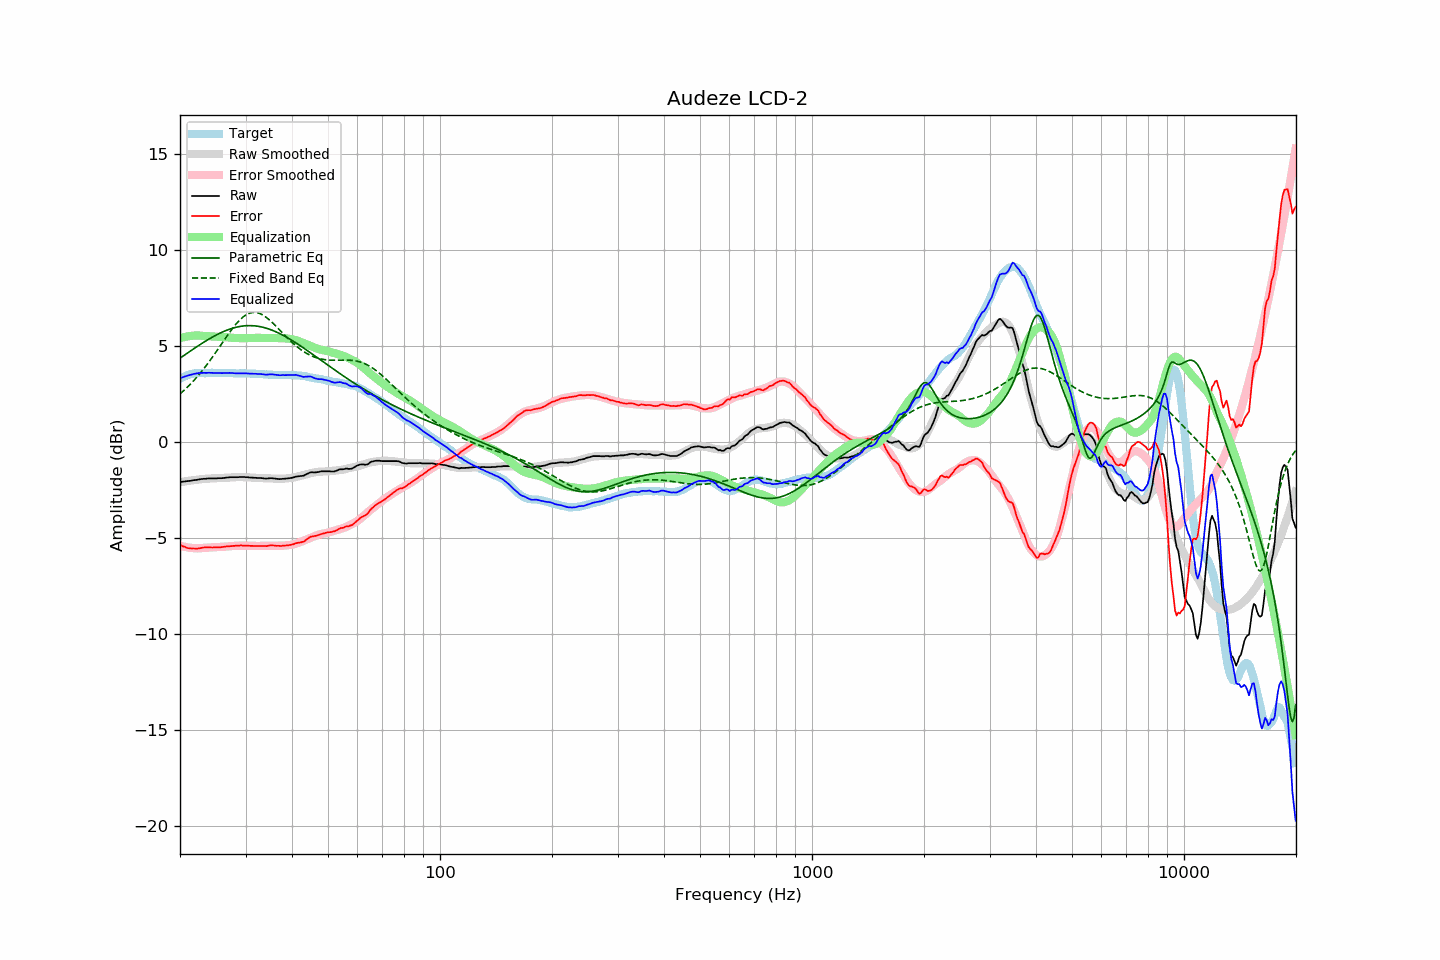 Audeze LCD-2
Target
Raw Smoothed
Error Smoothed
Raw
Error
Equalization
Parametric Eq
Fixed Band Eq
Equalized
15
10
5
0
−5
−10
−15
−20
Amplitude (dBr)
100
1000
10000
Frequency (Hz)